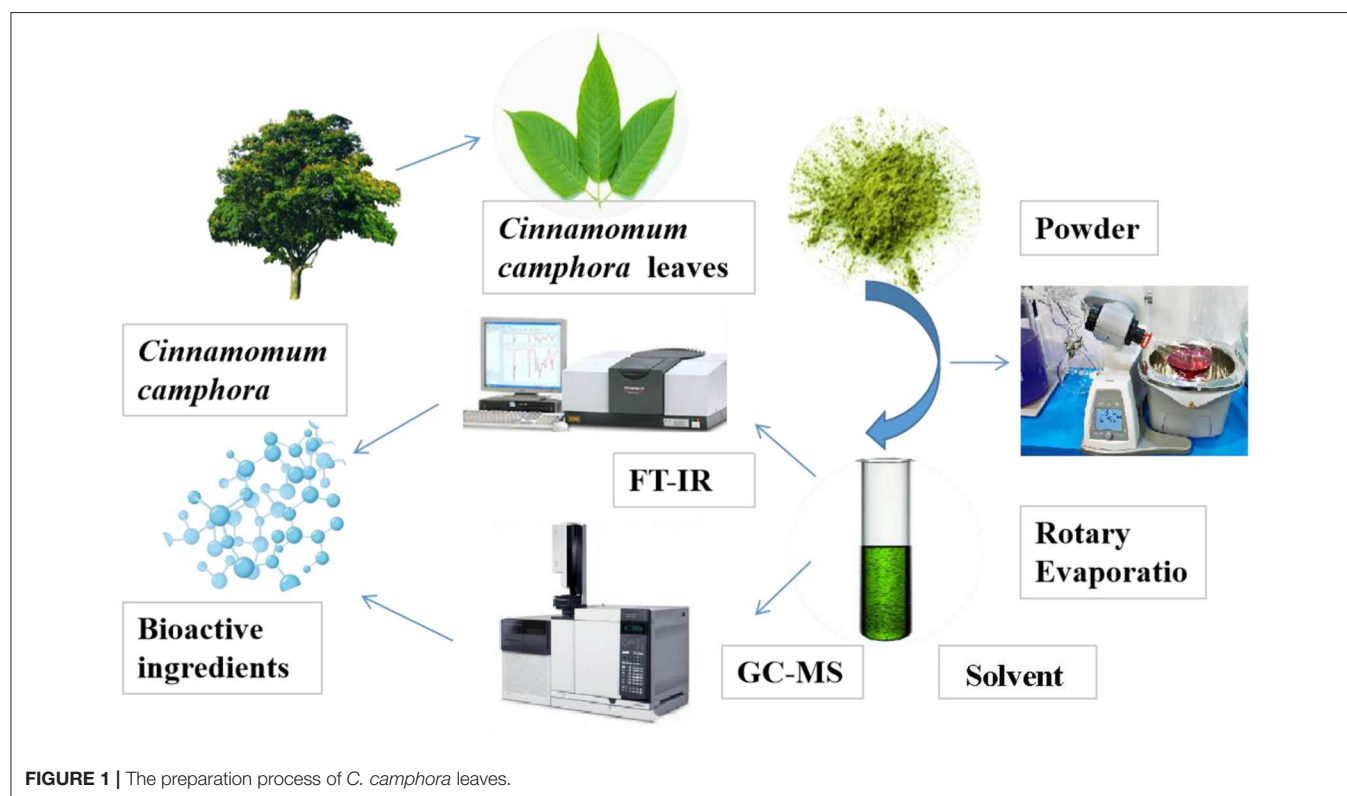 Cinnamomum
camphora leaves
Powder
Cinnamomum
camphora
FT-IR
Rotary
Evaporatio
Bioactive
ingredients
GC-MS
Solvent
FIGURE 1 | The preparation process of C. camphora leaves.